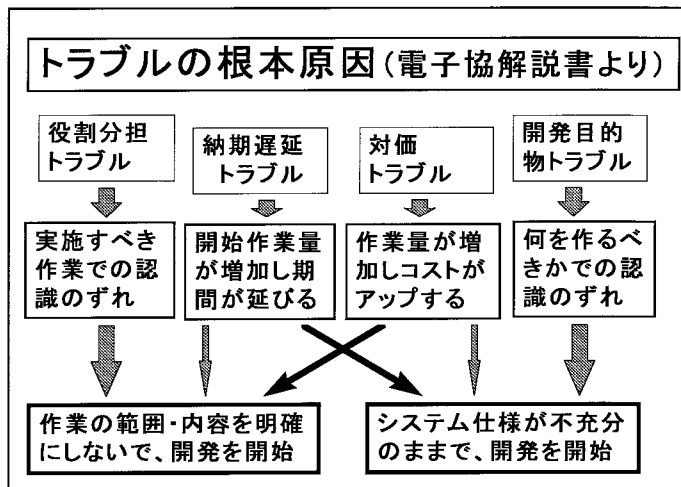 トラブルの根本原因(電子協解説書より)
役割分担
トラブル
納期遅延
トラブル
対価
トラブル
開発目的
物トラブル
実施すべき
作業での認
識のずれ
開始作業量
が増加し期
間が延びる
作業量が増
加しコストが
アップする
何を作るべ
きかでの認
識のずれ
作業の範囲・内容を明確
にしないで、開発を開始
システム仕様が不充分
のままで、開発を開始